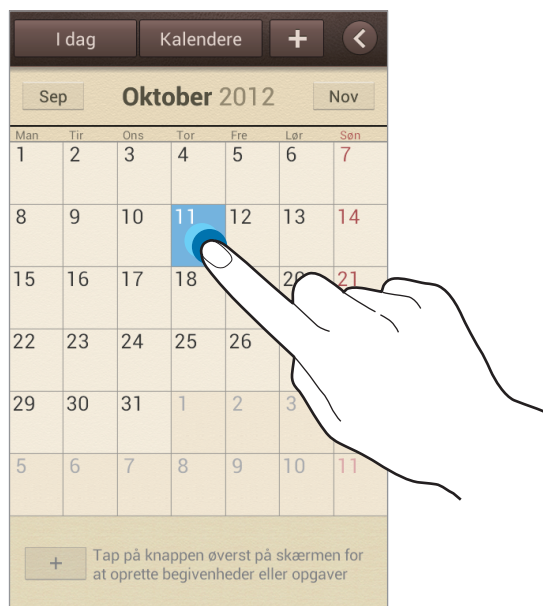 I dag Kalendere +
Sep Oktober 2012 Nov
Man Tir Ons Tor Fre Lør Søn
1 2 3 4 5 6 7
8 9 10 11 12 13 14
15 16 17 18 20 21
22 23 24 25 26
29 30 31 1 2 3
5 6 7 8 9 10 11
+ Tap på knappen øverst på skærmen for
at oprette begivenheder eller opgaver